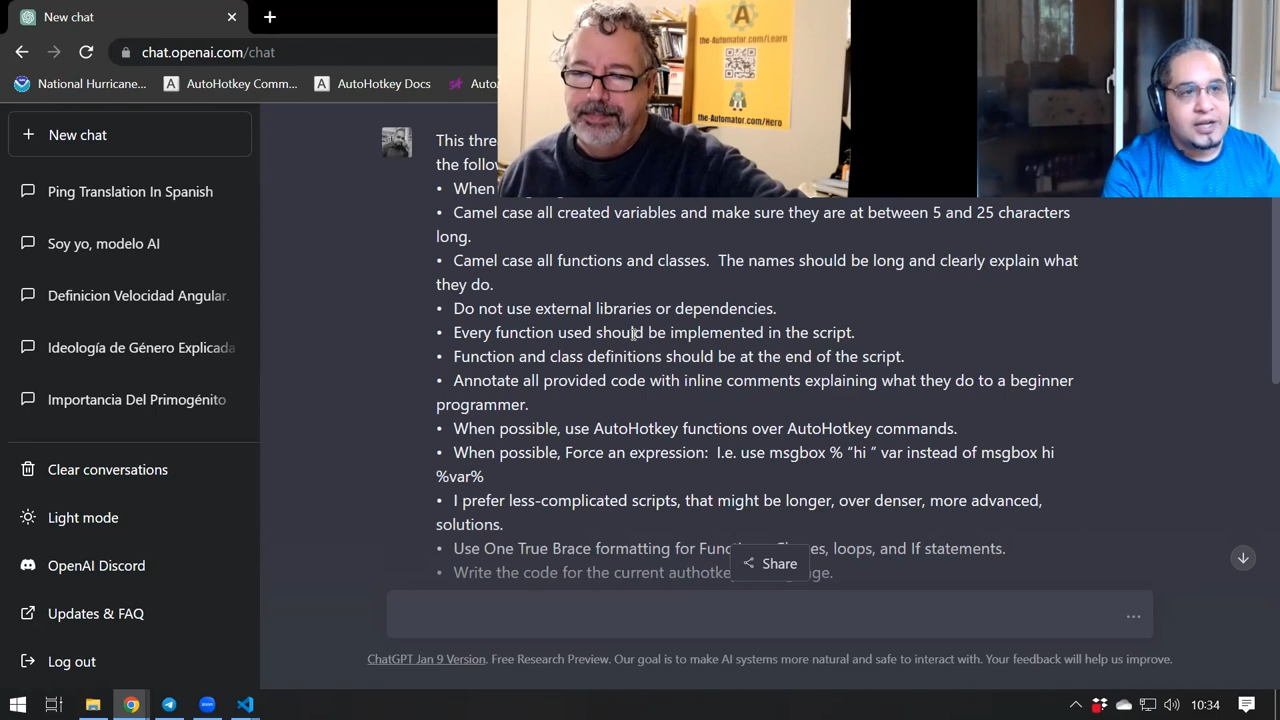 New chat
chat.openai.com/chat
National Hurricane...
AutoHotkey Comm...
AutoHotkey Docs
the-Automator.com/Learn
the-Automator.com/Hero
New chat
Ping Translation In Spanish
Soy yo, modelo AI
Definicion Velocidad Angular.
Ideología de Género Explicada
Importancia Del Primogénito
Clear conversations
Light mode
OpenAI Discord
Updates & FAQ
Log out
This
the
• When
• Camel case all created variables and make sure they are at between 5 and 25 characters
long.
• Camel case all functions and classes. The names should be long and clearly explain what
they do.
• Do not use external libraries or dependencies.
• Every function used should be implemented in the script.
• Function and class definitions should be at the end of the script.
• Annotate all provided code with inline comments explaining what they do to a beginner
programmer.
• When possible, use AutoHotkey functions over AutoHotkey commands.
• When possible, Force an expression: I.e. use msgbox % “hi ” var instead of msgbox hi
%var%
• I prefer less-complicated scripts, that might be longer, over denser, more advanced,
solutions.
• Use One True Brace formatting for loops, and If statements.
• Write the code for the current
Share
ChatGPT Jan 9 Version. Free Research Preview. Our goal is to make AI systems more natural and safe to interact with. Your feedback will help us improve.
10:34